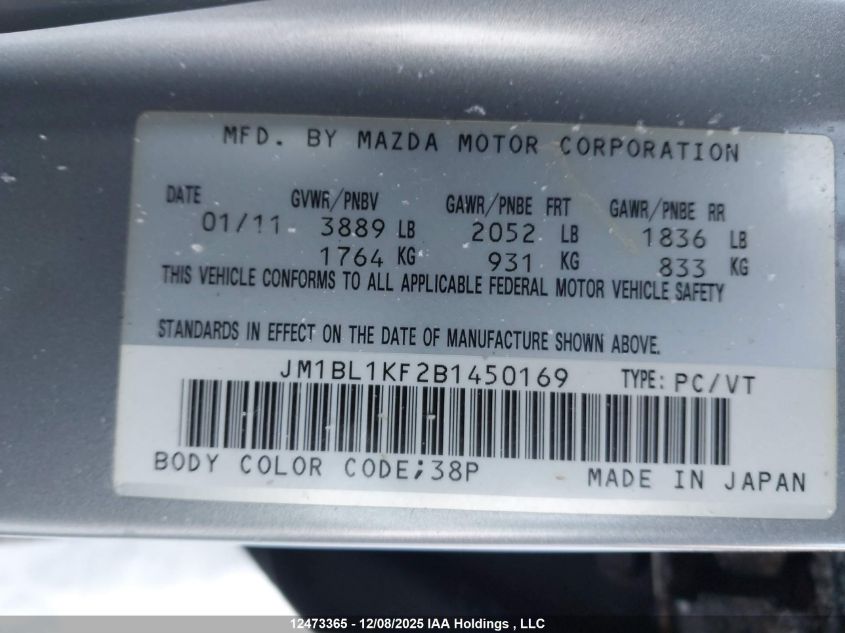 MFD. BY MAZDA MOTOR CORPORATION
DATE GVWR/PNBV GAWR/PNBE FRT GAWR/PNBE RR
01/11 3889 LB 2052 LB 1836 LB
1764 KG 931 KG 833 KG
THIS VEHICLE CONFORMS TO ALL APPLICABLE FEDERAL MOTOR VEHICLE SAFETY
STANDARDS IN EFFECT ON THE DATE OF MANUFACTURE SHOWN ABOVE.
JM1BL1KF2B1450169 TYPE: PC/VT
BODY COLOR CODE;38P MADE IN JAPAN
12473365 - 12/08/2025 IAA Holdings , LLC